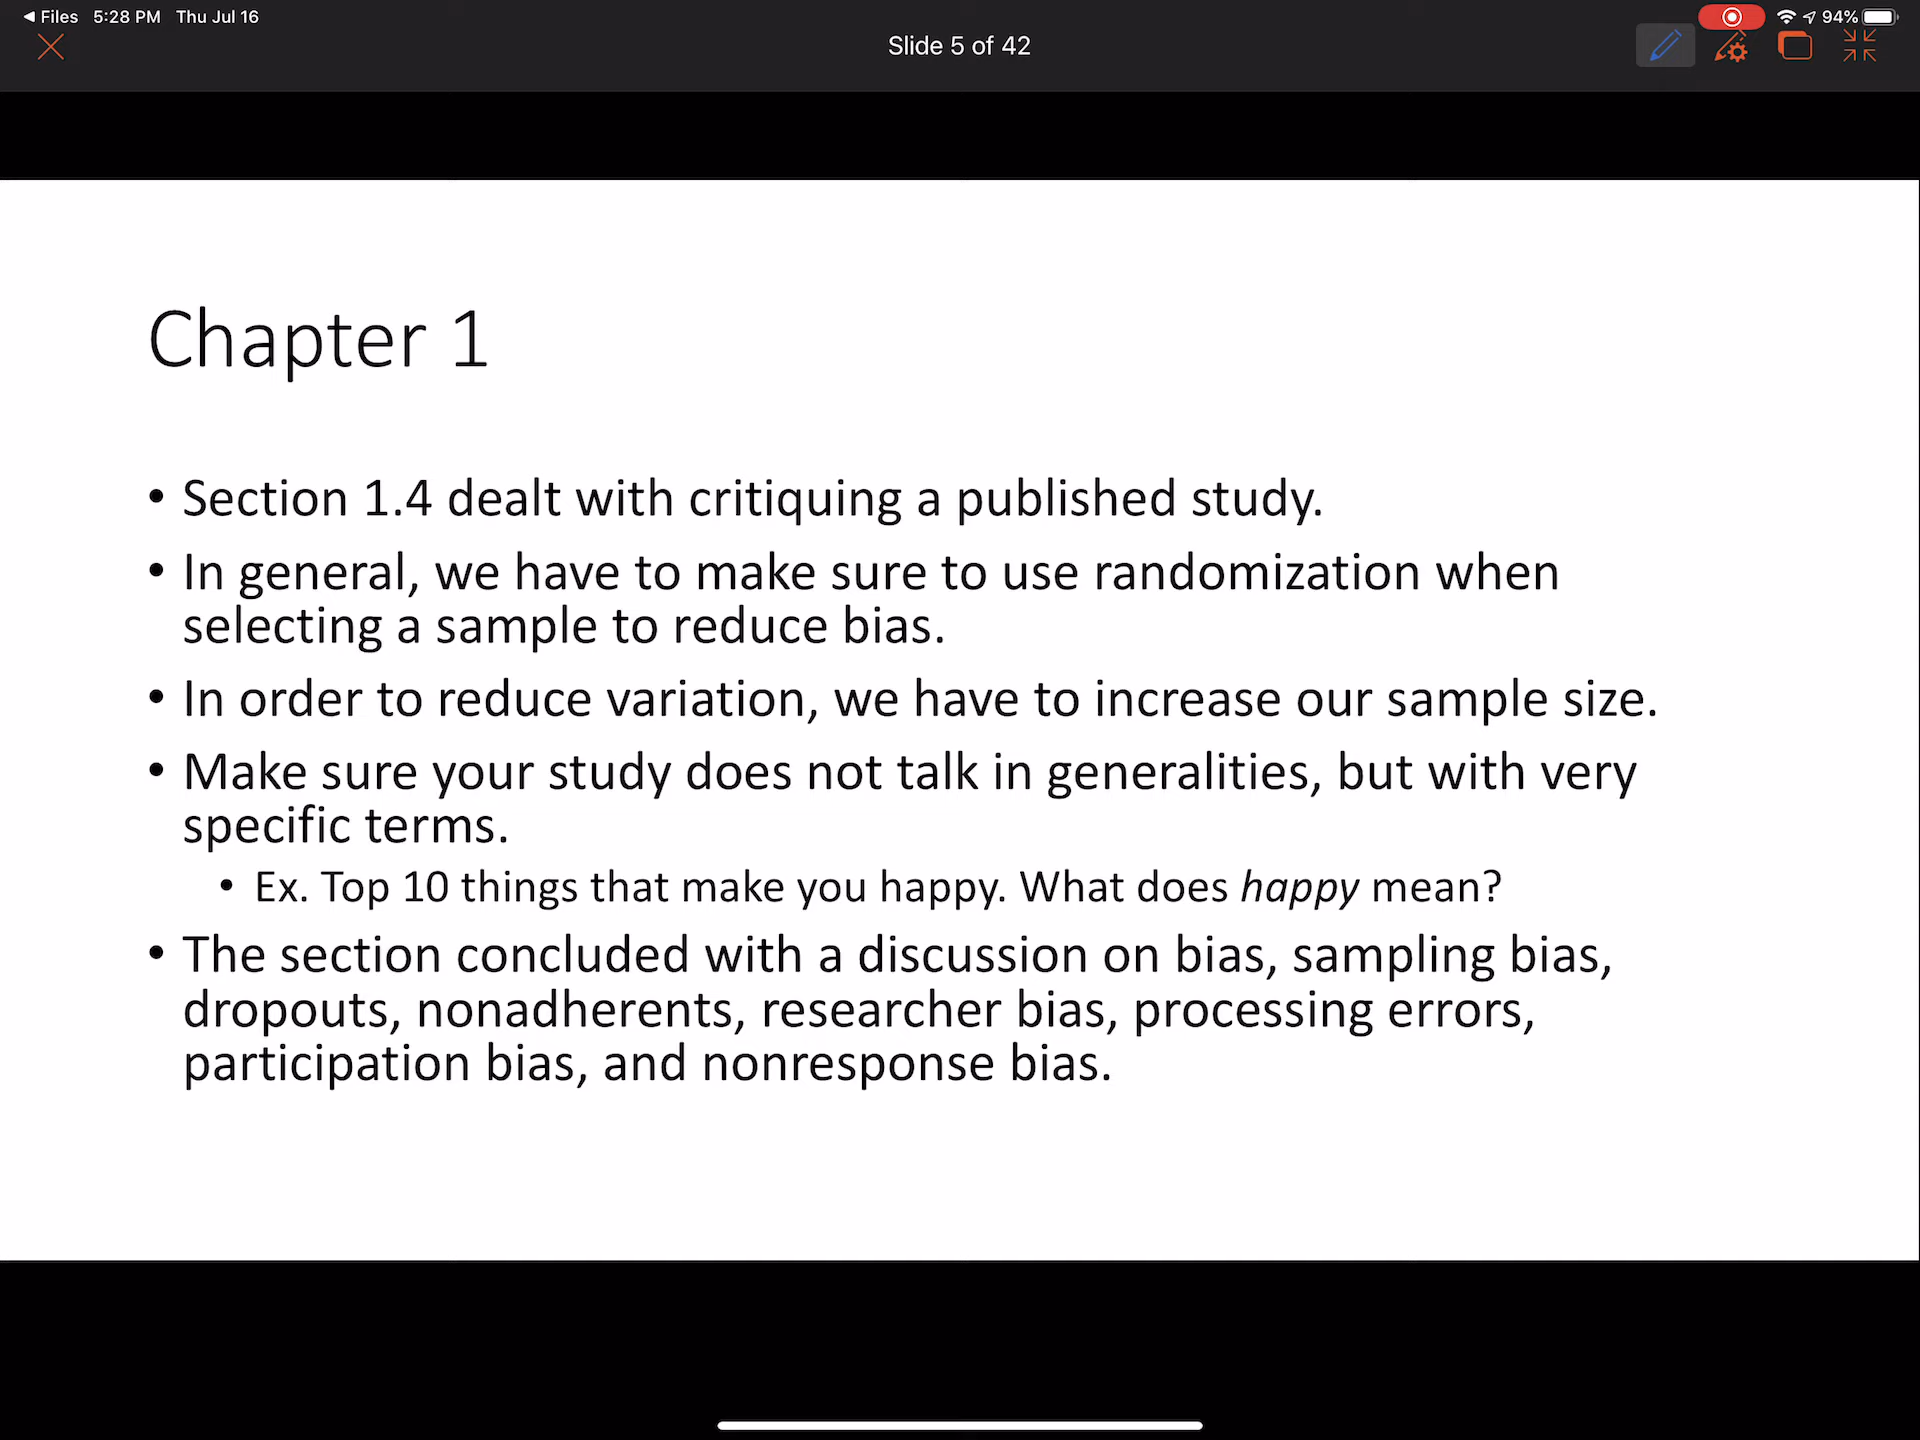 Files 5:28 PM Thu Jul 16
94%
Slide 5 of 42
Chapter 1
• Section 1.4 dealt with critiquing a published study.
• In general, we have to make sure to use randomization when
selecting a sample to reduce bias.
• In order to reduce variation, we have to increase our sample size.
• Make sure your study does not talk in generalities, but with very
specific terms.
• Ex. Top 10 things that make you happy. What does happy mean?
• The section concluded with a discussion on bias, sampling bias,
dropouts, nonadherents, researcher bias, processing errors,
participation bias, and nonresponse bias.